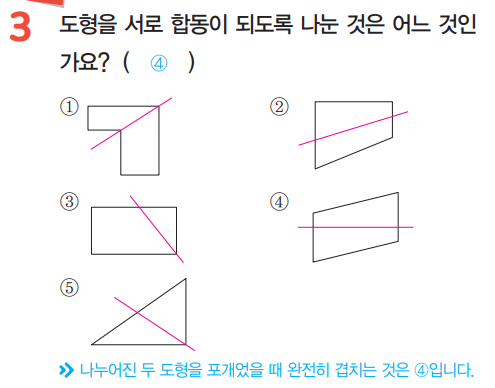 3 도형을 서로 합동이 되도록 나눈 것은 어느 것인
가요? ( ④ )
① ②
③ ④
⑤
나누어진 두 도형을 포개었을 때 완전히 겹치는 것은 ④입니다.